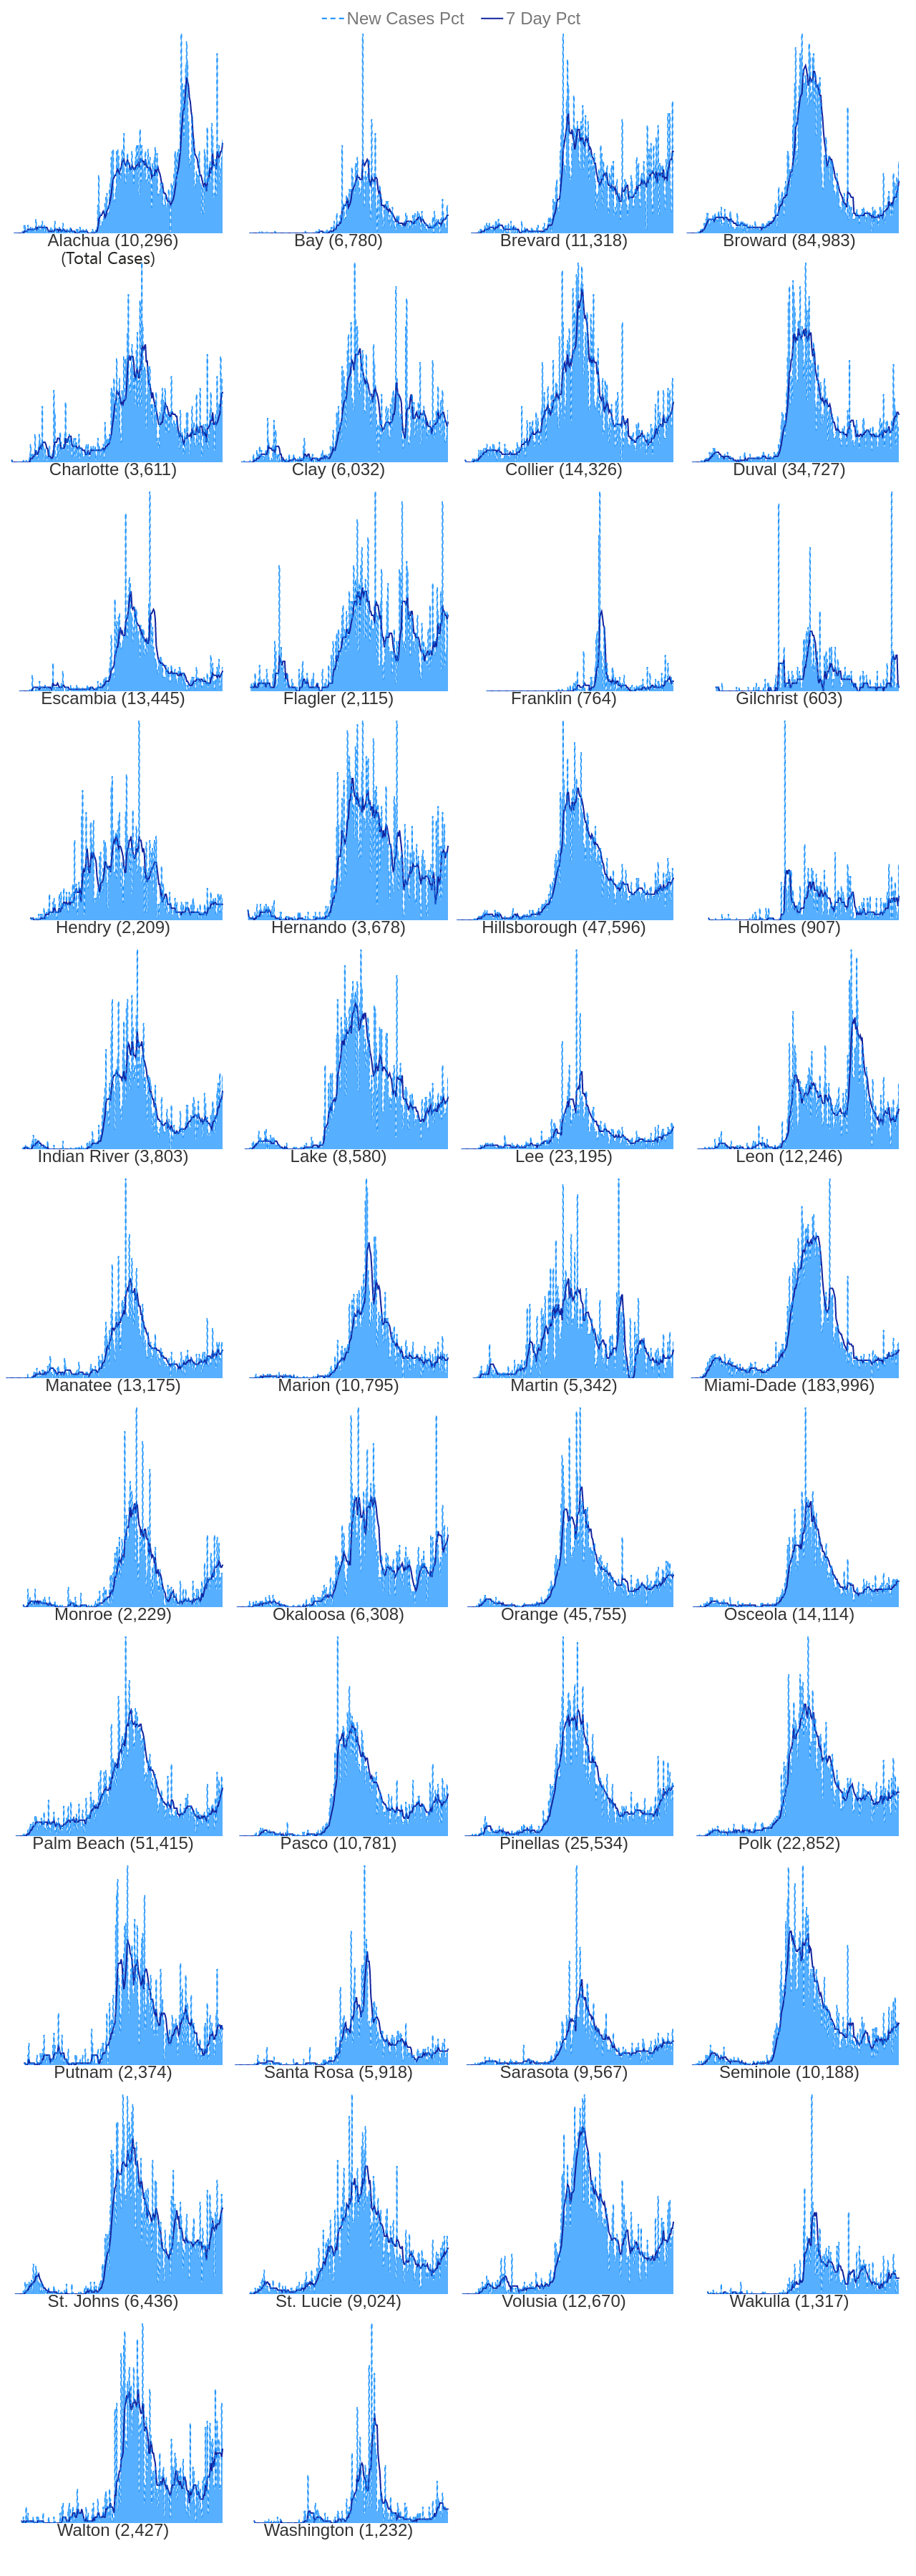 New Cases Pct 7 Day Pct
Alachua (10,296) Bay (6,780) Brevard (11,318) Broward (84,983)
(Total Cases)
Charlotte (3,611) Clay (6,032) Collier (14,326) Duval (34,727)
Escambia (13,445) Flagler (2,115) Franklin (764) Gilchrist (603)
Hendry (2,209) Hernando (3,678) Hillsborough (47,596) Holmes (907)
Indian River (3,803) Lake (8,580) Lee (23,195) Leon (12,246)
Manatee (13,175) Marion (10,795) Martin (5,342) Miami-Dade (183,996)
Monroe (2,229) Okaloosa (6,308) Orange (45,755) Osceola (14,114)
Palm Beach (51,415) Pasco (10,781) Pinellas (25,534) Polk (22,852)
Putnam (2,374) Santa Rosa (5,918) Sarasota (9,567) Seminole (10,188)
St. Johns (6,436) St. Lucie (9,024) Volusia (12,670) Wakulla (1,317)
Walton (2,427) Washington (1,232)